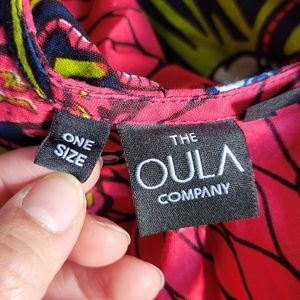 ONE
SIZE
THE
OULA
COMPANY